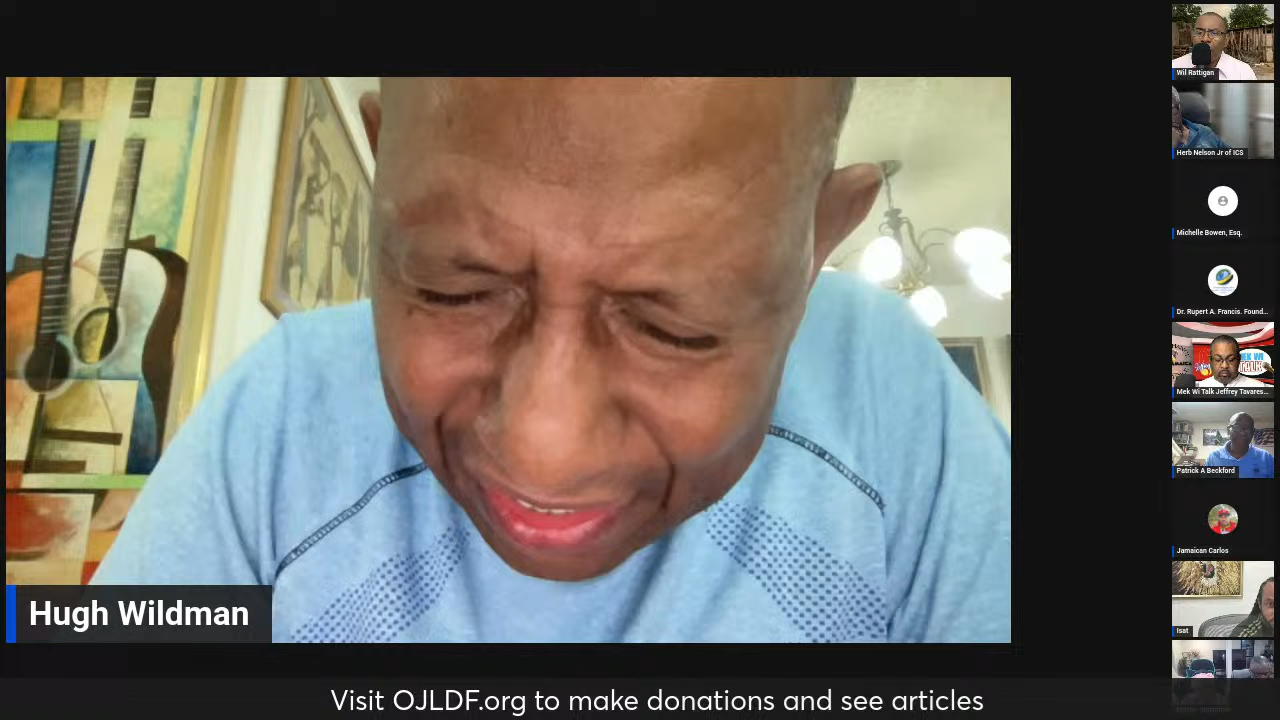 Hugh Wildman
Visit OJLDF.org to make donations and see articles
Wil Rattigan
Herb Nelson Jr of ICS
Michelle Bowen, Esq.
Dr. Rupert A. Francis. Found...
Mek Wi Talk Jeffrey Tavares...
Patrick A Beckford
Jamaican Carlos
Isat